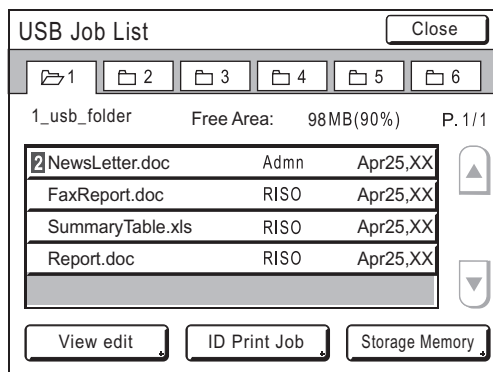 USB Job List Close
1 2 3 4 5 6
1_usb_folder Free Area: 98MB(90%) P.1/1
2 NewsLetter.doc Admn Apr25,XX
FaxReport.doc RISO Apr25,XX
SummaryTable.xls RISO Apr25,XX
Report.doc RISO Apr25,XX
View edit ID Print Job Storage Memory